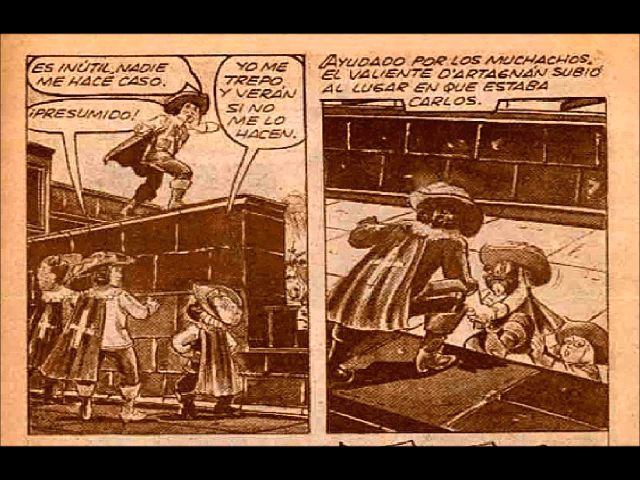 ES INÚTIL, NADIE
ME HACE CASO.
¡PRESUMIDO!
YO ME
TREPO
Y VERÁN
SI NO
ME LO
HACEN.
¡AYUDADO POR LOS MUCHACHOS,
EL VALIENTE D'ARTAGNÁN SUBIÓ
AL LUGAR EN QUE ESTABA
CARLOS.